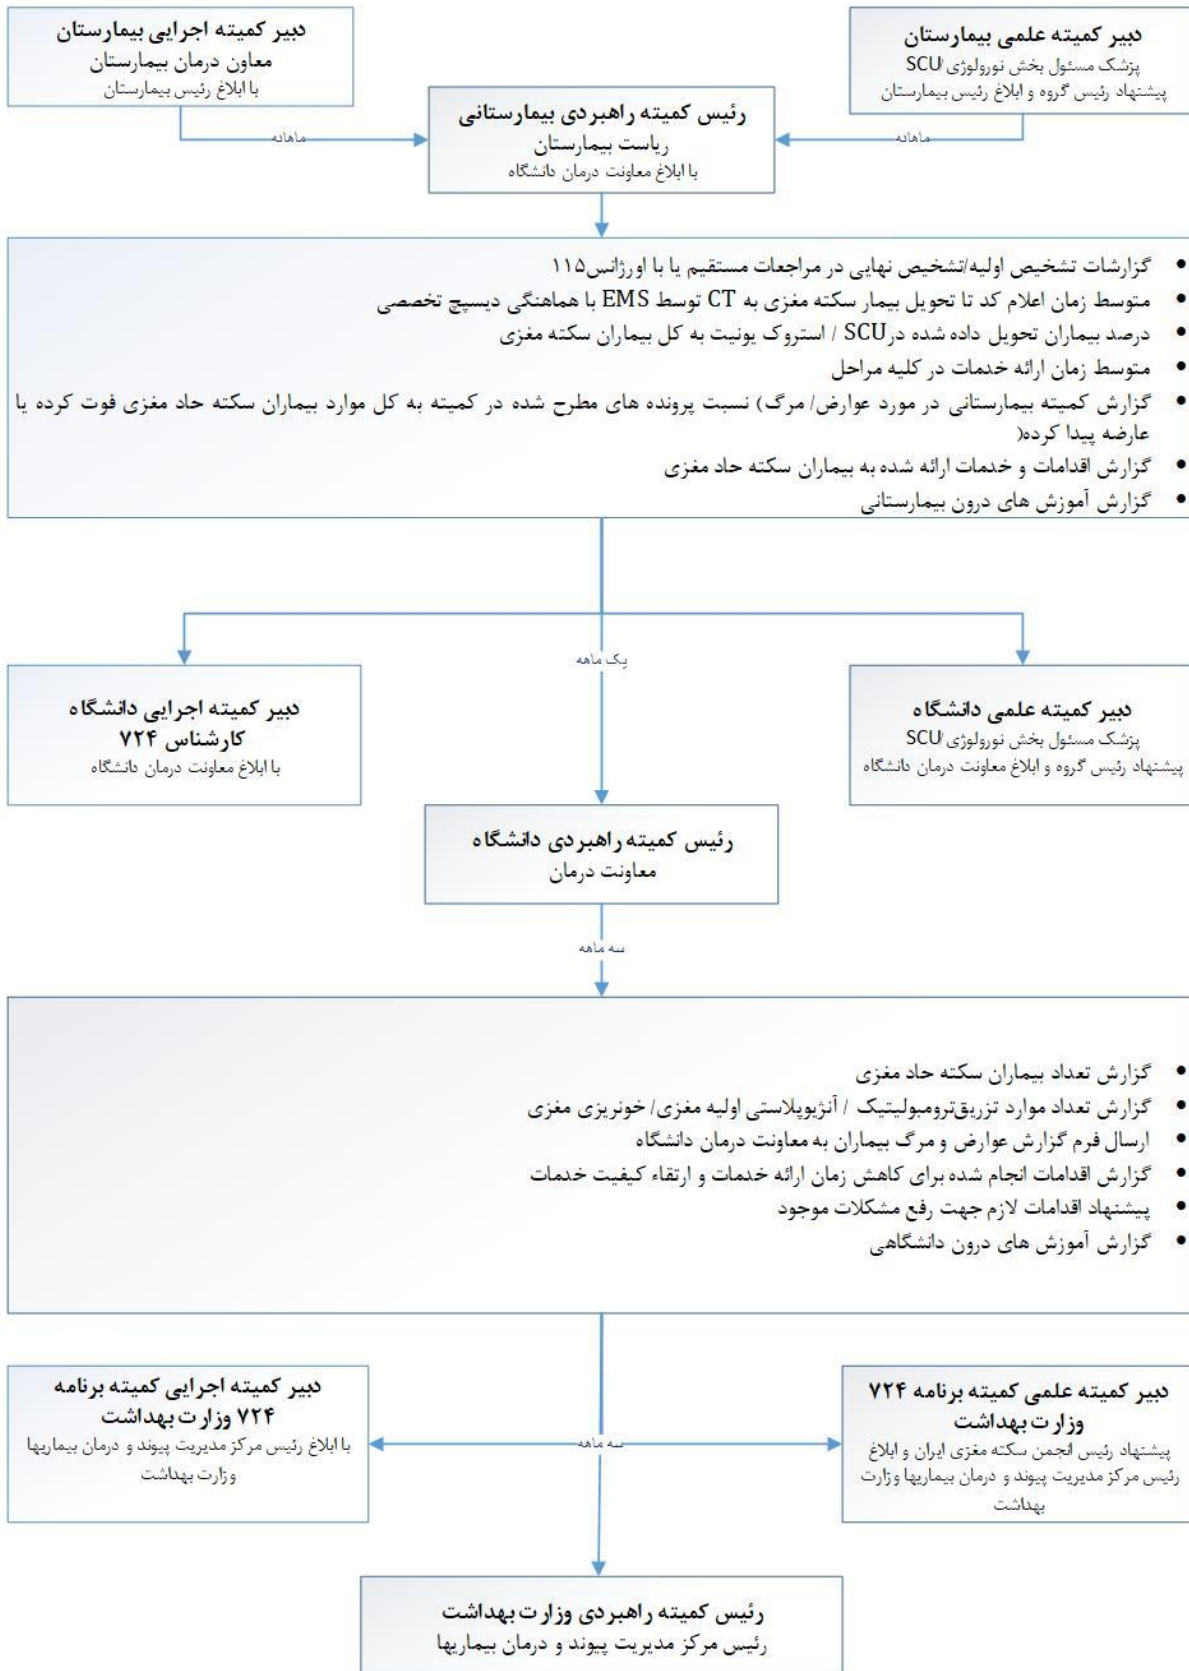 دبیر کمیته علمی بیمارستان
پزشک مسئول بخش نورولوژی/SCU
پیشنهاد رئیس گروه و ابلاغ رئیس بیمارستان
دبیر کمیته اجرایی بیمارستان
معاون درمان بیمارستان
با ابلاغ رئیس بیمارستان
ماهانه
ماهانه
رئیس کمیته راهبردی بیمارستانی
ریاست بیمارستان
با ابلاغ معاونت درمان دانشگاه
• گزارشات تشخیص اولیه/تشخیص نهایی در مراجعات مستقیم یا با اورژانس۱۱۵
• متوسط زمان اعلام کد تا تحویل بیمار سکته مغزی به CT توسط EMS با هماهنگی دیسپچ تخصصی
• درصد بیماران تحویل داده شده در SCU / استروک یونیت به کل بیماران سکته مغزی
• متوسط زمان ارائه خدمات در کلیه مراحل
• گزارش کمیته بیمارستانی در مورد عوارض/ مرگ) نسبت پرونده های مطرح شده در کمیته به کل موارد بیماران سکته حاد مغزی فوت کرده یا
عارضه پیدا کرده(
• گزارش اقدامات و خدمات ارائه شده به بیماران سکته حاد مغزی
• گزارش آموزش های درون بیمارستانی
یک ماهه
دبیر کمیته علمی دانشگاه
پزشک مسئول بخش نورولوژی/SCU
پیشنهاد رئیس گروه و ابلاغ معاونت درمان دانشگاه
دبیر کمیته اجرایی دانشگاه
کارشناس ۷۲۴
با ابلاغ معاونت درمان دانشگاه
رئیس کمیته راهبردی دانشگاه
معاونت درمان
سه ماهه
• گزارش تعداد بیماران سکته حاد مغزی
• گزارش تعداد موارد تزریق‌ترومبولیتیک / آنژیوپلاستی اولیه مغزی/ خونریزی مغزی
• ارسال فرم گزارش عوارض و مرگ بیماران به معاونت درمان دانشگاه
• گزارش اقدامات انجام شده برای کاهش زمان ارائه خدمات و ارتقاء کیفیت خدمات
• پیشنهاد اقدامات لازم جهت رفع مشکلات موجود
• گزارش آموزش های درون دانشگاهی
دبیر کمیته علمی کمیته برنامه ۷۲۴
وزارت بهداشت
پیشنهاد رئیس انجمن سکته مغزی ایران و ابلاغ
رئیس مرکز مدیریت پیوند و درمان بیماریها وزارت
بهداشت
سه ماهه
دبیر کمیته اجرایی کمیته برنامه
۷۲۴ وزارت بهداشت
با ابلاغ رئیس مرکز مدیریت پیوند و درمان بیماریها
وزارت بهداشت
رئیس کمیته راهبردی وزارت بهداشت
رئیس مرکز مدیریت پیوند و درمان بیماریها